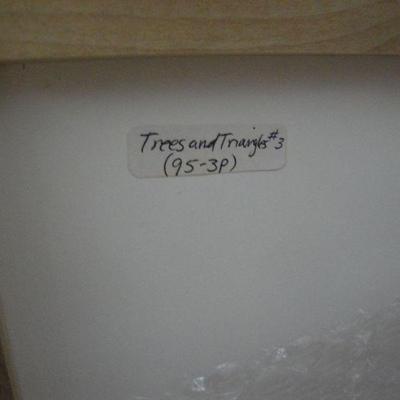 Trees and Triangles #3
(95-3P)